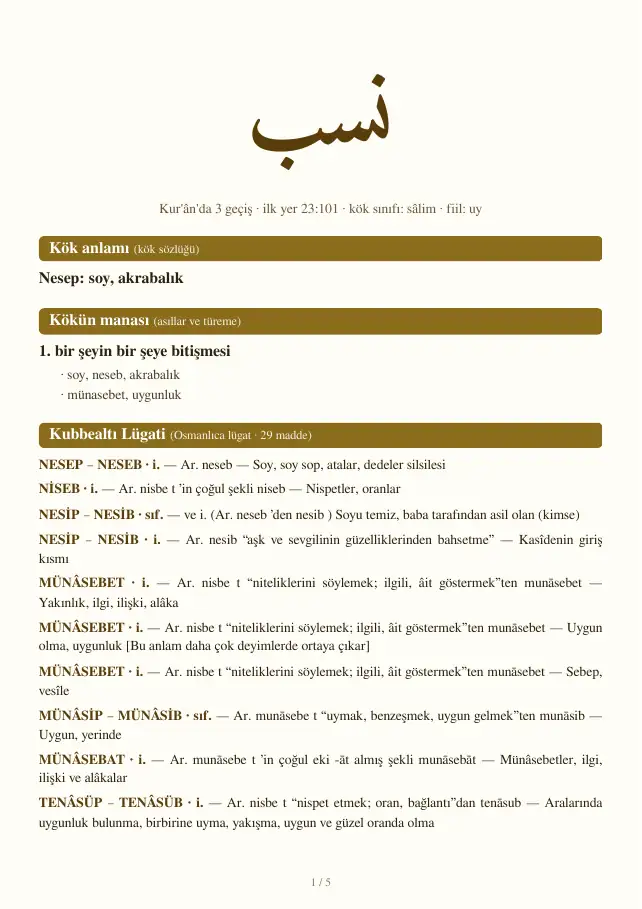 نسب
Kur'ân'da 3 geçiş · ilk yer 23:101 · kök sınıfı: sâlim · fiil: uy
Kök anlamı (kök sözlüğü)
Nesep: soy, akrabalık
Kökün manası (asıllar ve türeme)
1. bir şeyin bir şeye bitişmesi
· soy, neseb, akrabalık
· münasebet, uygunluk
Kubbealtı Lügati (Osmanlıca lügat · 29 madde)
NESEP – NESEB · i. — Ar. neseb — Soy, soy sop, atalar, dedeler silsilesi
NİSEB · i. — Ar. nisbe t ’in çoğul şekli niseb — Nispetler, oranlar
NESİP – NESİB · sıf. — ve i. (Ar. neseb ’den nesib ) Soyu temiz, baba tarafından asil olan (kimse)
NESİP – NESİB · i. — Ar. nesib “aşk ve sevgilinin güzelliklerinden bahsetme” — Kasîdenin giriş
kısmı
MÜNÂSEBET · i. — Ar. nisbe t “niteliklerini söylemek; ilgili, âit göstermek”ten munāsebet —
Yakınlık, ilgi, ilişki, alâka
MÜNÂSEBET · i. — Ar. nisbe t “niteliklerini söylemek; ilgili, âit göstermek”ten munāsebet — Uygun
olma, uygunluk [Bu anlam daha çok deyimlerde ortaya çıkar]
MÜNÂSEBET · i. — Ar. nisbe t “niteliklerini söylemek; ilgili, âit göstermek”ten munāsebet — Sebep,
vesîle
MÜNÂSİP – MÜNÂSİB · sıf. — Ar. munāsebe t “uymak, benzeşmek, uygun gelmek”ten munāsib —
Uygun, yerinde
MÜNÂSEBAT · i. — Ar. munāsebe t ’in çoğul eki -āt almış şekli munāsebāt — Münâsebetler, ilgi,
ilişki ve alâkalar
TENÂSÜP – TENÂSÜB · i. — Ar. nisbe t “nispet etmek; oran, bağlantı”dan tenāsub — Aralarında
uygunluk bulunma, birbirine uyma, yakışma, uygun ve güzel oranda olma
1 / 5